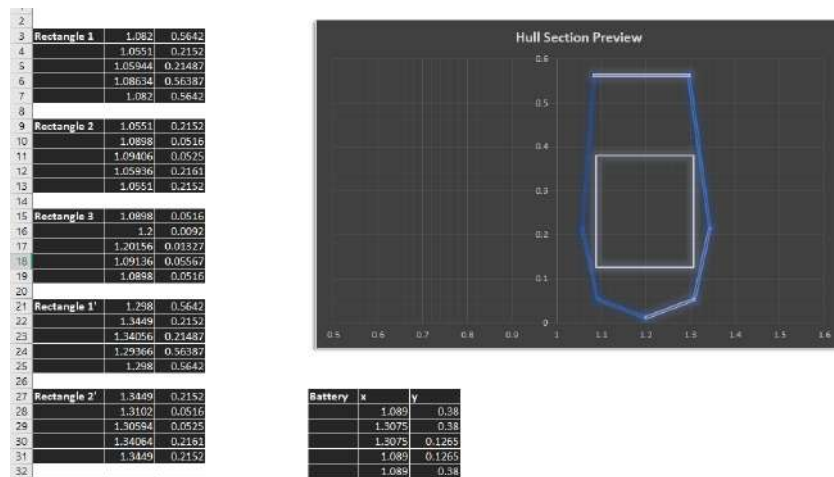 2
3 Rectangle 1 1.082 0.5642
4 1.0551 0.2152
5 1.05944 0.21487
6 1.08634 0.56387
7 1.082 0.5642
8
9 Rectangle 2 1.0551 0.2152
10 1.0898 0.0516
11 1.09406 0.0525
12 1.05936 0.2161
13 1.0551 0.2152
14
15 Rectangle 3 1.0898 0.0516
16 1.2 0.0092
17 1.20156 0.01327
18 1.09136 0.05567
19 1.0898 0.0516
20
21 Rectangle 1' 1.298 0.5642
22 1.3449 0.2152
23 1.34056 0.21487
24 1.29366 0.56387
25 1.298 0.5642
26
27 Rectangle 2' 1.3449 0.2152
28 1.3102 0.0516
29 1.30594 0.0525
30 1.34064 0.2161
31 1.3449 0.2152
32
Hull Section Preview
0.6
0.5
0.4
0.3
0.2
0.1
0
0.5 0.6 0.7 0.8 0.9 1 1.1 1.2 1.3 1.4 1.5 1.6
Battery x y
1.089 0.38
1.3075 0.38
1.3075 0.1265
1.089 0.1265
1.089 0.38